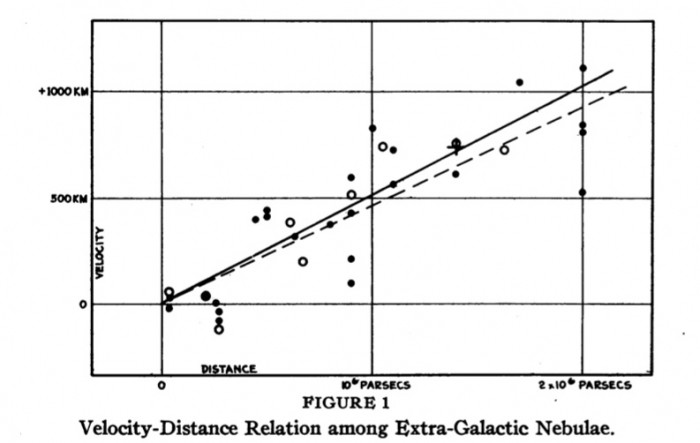 +1000 KM
500 KM
0
VELOCITY
DISTANCE
0 10⁶ PARSECS 2 x 10⁶ PARSECS
FIGURE 1
Velocity-Distance Relation among Extra-Galactic Nebulae.